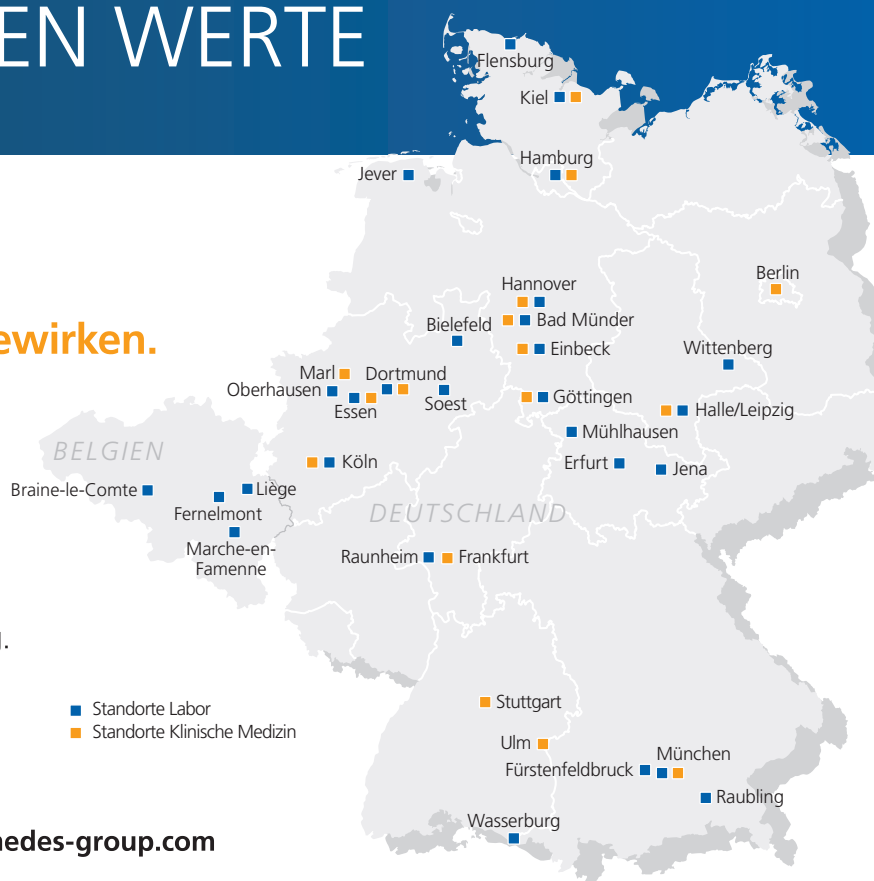 EN WERTE
Flensburg
Kiel
Hamburg
Jever
Berlin
Hannover
ewirken.
Bielefeld
Bad Münder
Einbeck
Wittenberg
Marl
Dortmund
Oberhausen
Essen
Soest
Göttingen
Halle/Leipzig
Mühlhausen
BELGIEN
Köln
Erfurt
Jena
Braine-le-Comte
Liège
Fernelmont
DEUTSCHLAND
Marche-en-
Famenne
Raunheim
Frankfurt
Standorte Labor
Standorte Klinische Medizin
Stuttgart
Ulm
München
Fürstenfeldbruck
Raubling
Wasserburg
edes-group.com